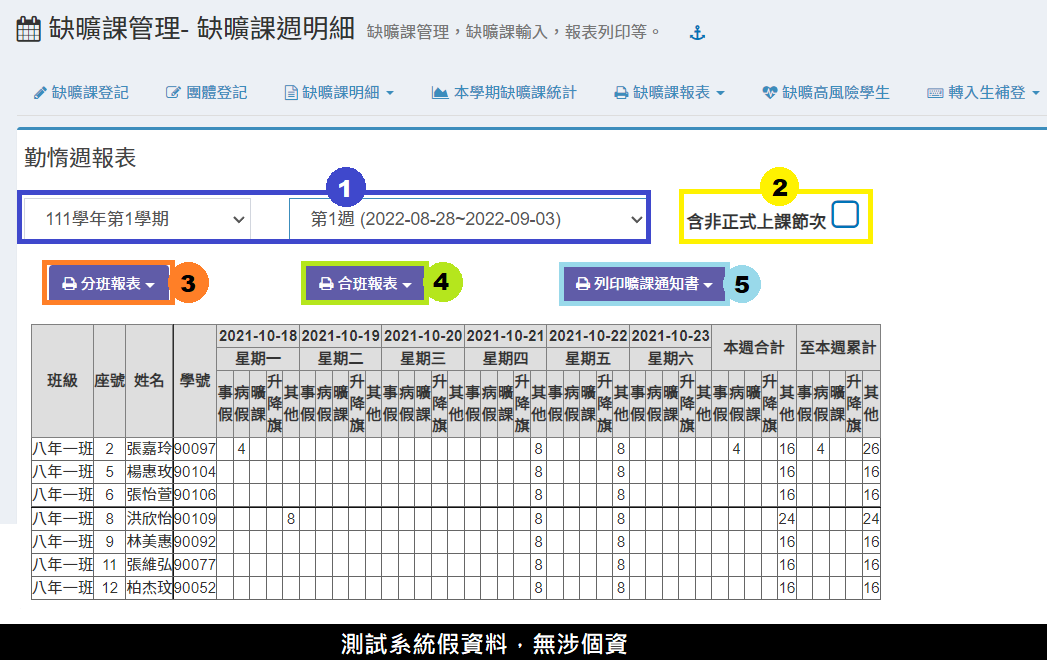 缺曠課管理- 缺曠課週明細 缺曠課管理，缺曠課輸入，報表列印等。
缺曠課登記 團體登記 缺曠課明細 本學期缺曠課統計 缺曠課報表 缺曠高風險學生 轉入生補登
勤惰週報表
1 2
111學年第1學期 第1週 (2022-08-28~2022-09-03) 含非正式上課節次
分班報表 3 合班報表 4 列印曠課通知書 5
班級 座號 姓名 學號 2021-10-18 2021-10-19 2021-10-20 2021-10-21 2021-10-22 2021-10-23 本週合計 至本週累計
星期一 星期二 星期三 星期四 星期五 星期六
事假 病假 曠課 升降旗 其他 事假 病假 曠課 升降旗 其他 事假 病假 曠課 升降旗 其他 事假 病假 曠課 升降旗 其他 事假 病假 曠課 升降旗 其他 事假 病假 曠課 升降旗 其他 事假 病假 曠課 升降旗 其他 事假 病假 曠課 升降旗 其他
八年一班 2 張嘉玲 90097 4 8 8 4 16 4 26
八年一班 5 楊惠玫 90104 8 8 16 16
八年一班 6 張怡萱 90106 8 8 16 16
八年一班 8 洪欣怡 90109 8 8 8 24 24
八年一班 9 林美惠 90092 8 8 16 16
八年一班 11 張維弘 90077 8 8 16 16
八年一班 12 柏杰玟 90052 8 8 16 16
測試系統假資料，無涉個資